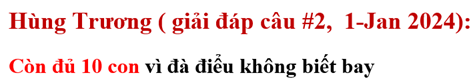 Hùng Trương ( giải đáp câu #2,  1-Jan 2024):
Còn đủ 10 con vì đà điểu không biết bay